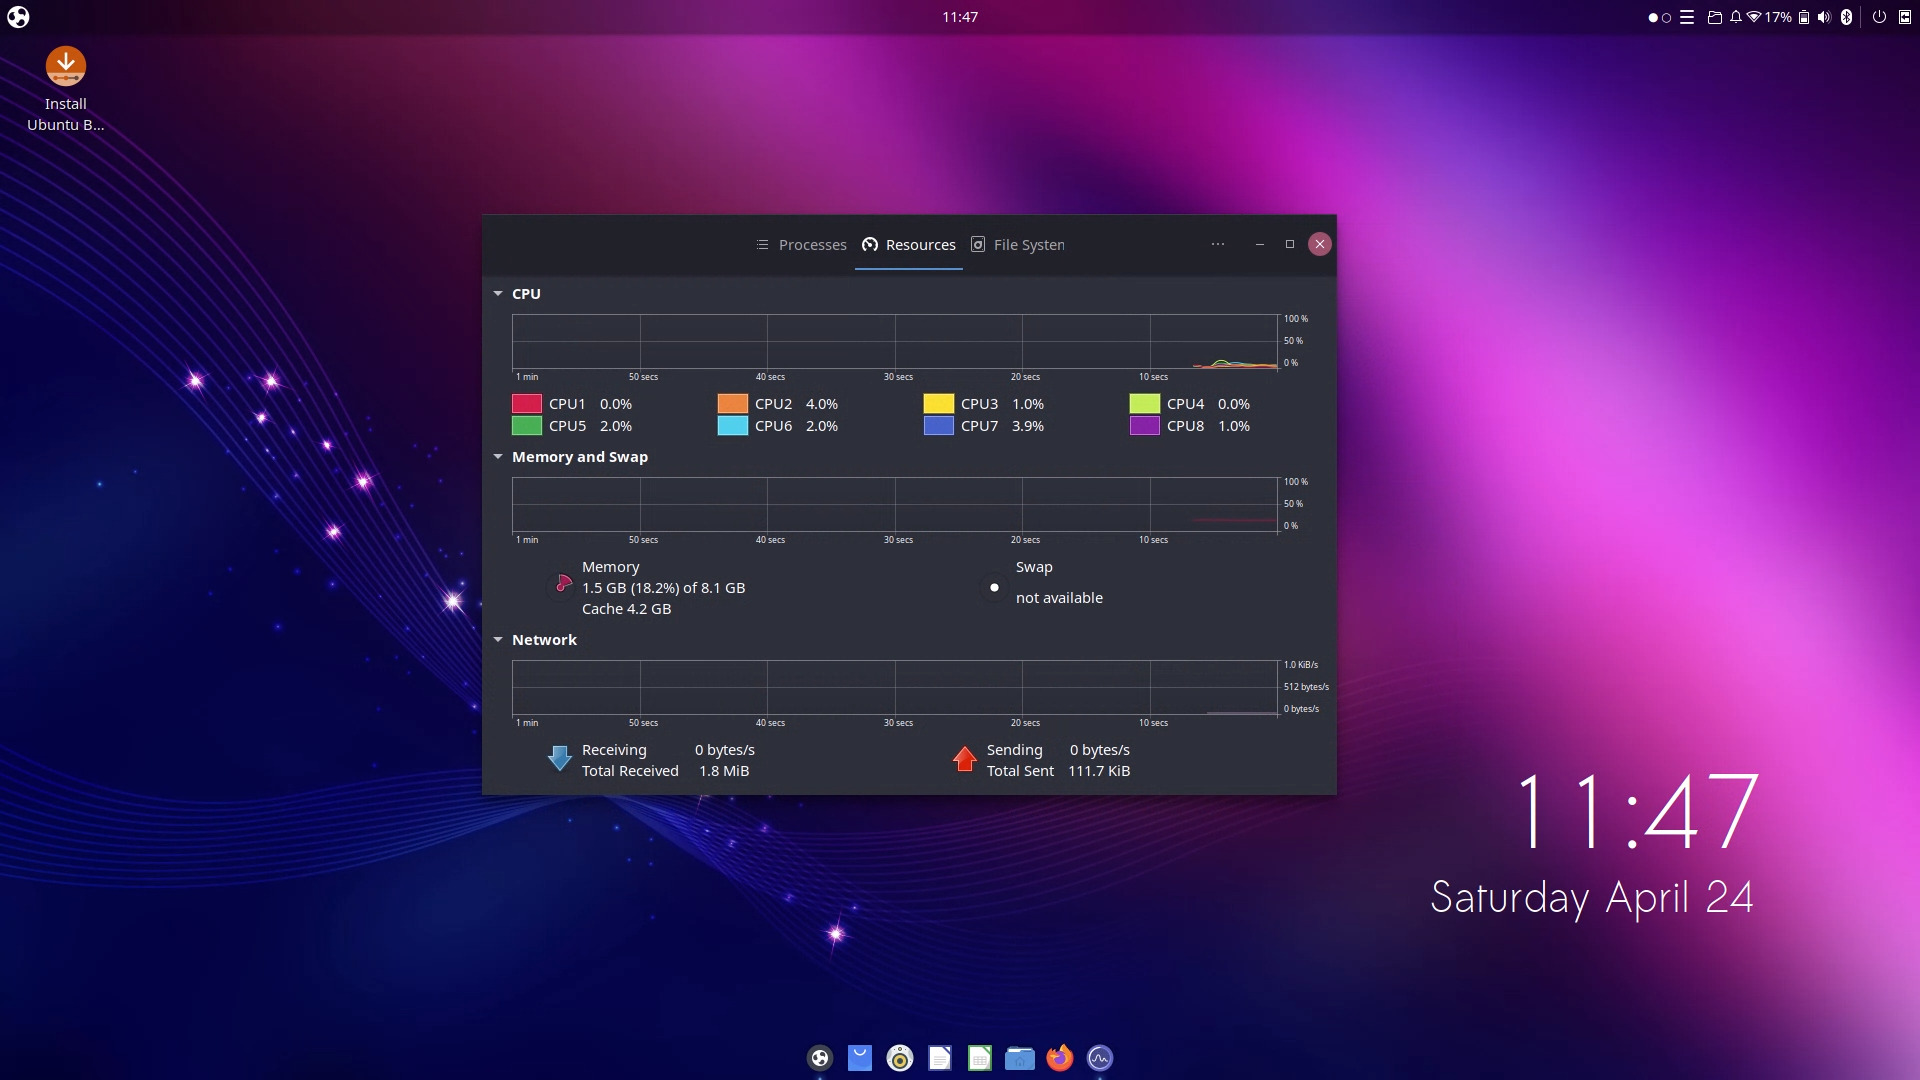 11:47
17%
Install
Ubuntu B...
Processes Resources File System
CPU
100 %
50 %
0 %
1 min 50 secs 40 secs 30 secs 20 secs 10 secs
CPU1 0.0% CPU2 4.0% CPU3 1.0% CPU4 0.0%
CPU5 2.0% CPU6 2.0% CPU7 3.9% CPU8 1.0%
Memory and Swap
100 %
50 %
0 %
1 min 50 secs 40 secs 30 secs 20 secs 10 secs
Memory
1.5 GB (18.2%) of 8.1 GB
Cache 4.2 GB
Swap
not available
Network
1.0 KiB/s
512 bytes/s
0 bytes/s
1 min 50 secs 40 secs 30 secs 20 secs 10 secs
Receiving 0 bytes/s
Total Received 1.8 MiB
Sending 0 bytes/s
Total Sent 111.7 KiB
11:47
Saturday April 24